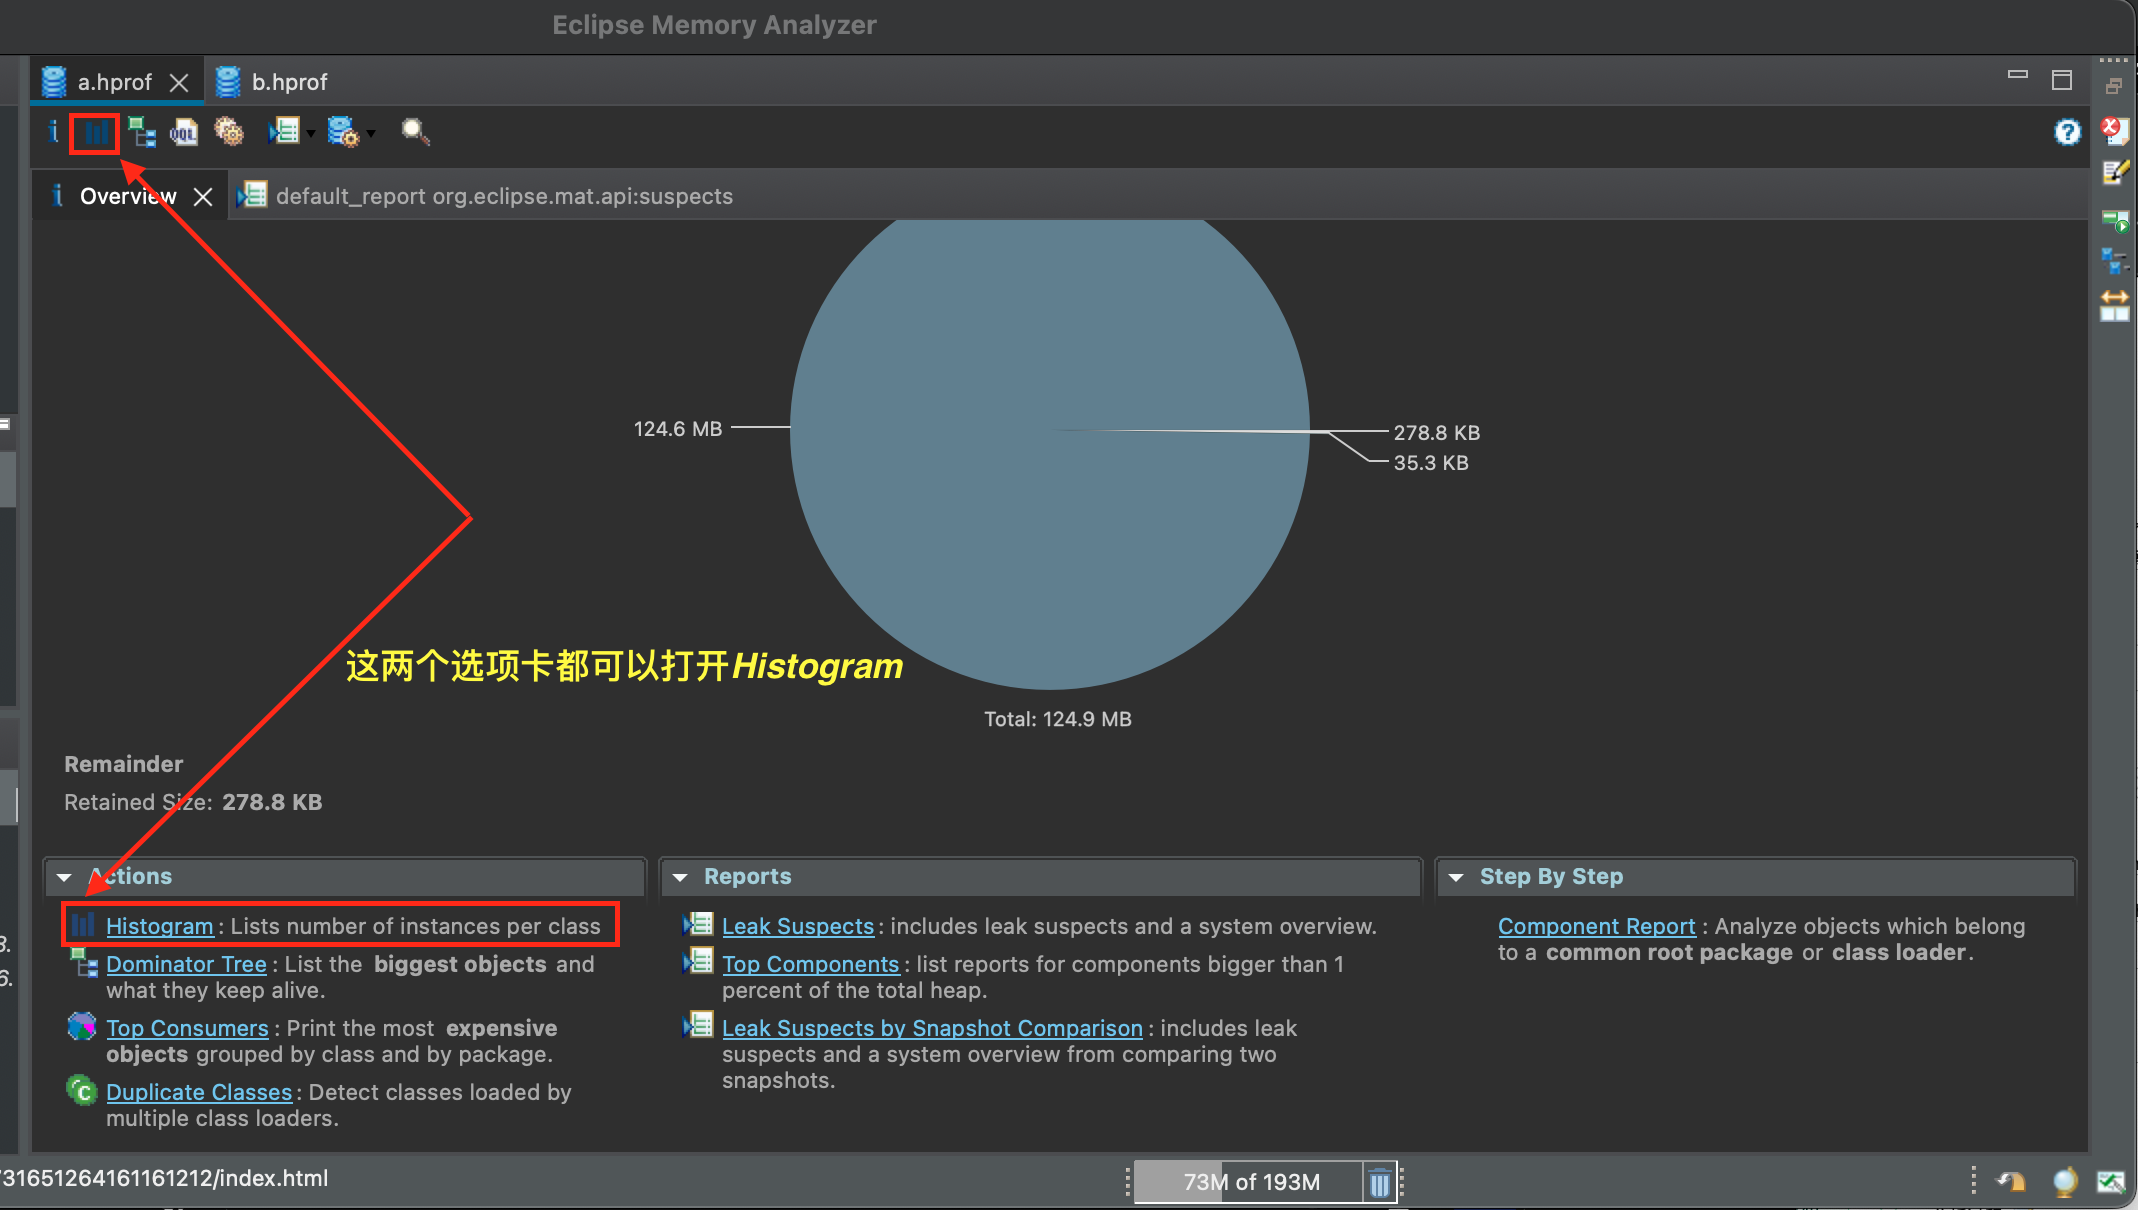 Eclipse Memory Analyzer
a.hprof
b.hprof
i
OQL
?
i Overview
default_report org.eclipse.mat.api:suspects
124.6 MB
278.8 KB
35.3 KB
这两个选项卡都可以打开Histogram
Total: 124.9 MB
Remainder
Retained Size: 278.8 KB
Actions
Histogram : Lists number of instances per class
Dominator Tree : List the biggest objects and
what they keep alive.
Top Consumers : Print the most expensive
objects grouped by class and by package.
Duplicate Classes : Detect classes loaded by
multiple class loaders.
Reports
Leak Suspects : includes leak suspects and a system overview.
Top Components : list reports for components bigger than 1
percent of the total heap.
Leak Suspects by Snapshot Comparison : includes leak
suspects and a system overview from comparing two
snapshots.
Step By Step
Component Report : Analyze objects which belong
to a common root package or class loader.
6.
731651264161161212/index.html
73M of 193M